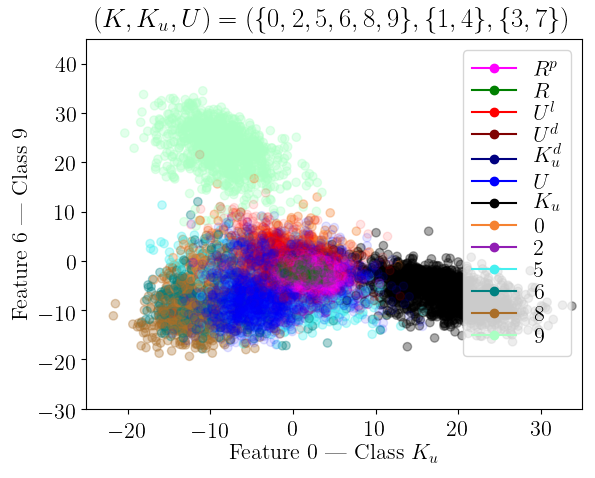 (K, K_u, U) = ({0, 2, 5, 6, 8, 9}, {1, 4}, {3, 7})
40
30
20
10
0
−10
−20
−30
Feature 6 — Class 9
R^p
R
U^l
U^d
K_u^d
U
K_u
0
2
5
6
8
9
−20 −10 0 10 20 30
Feature 0 — Class K_u